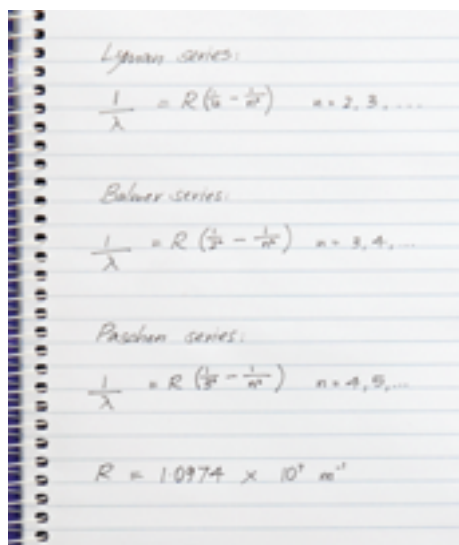 Lyman series:
1/λ = R(1/1² - 1/n²) n = 2, 3, ....
Balmer series:
1/λ = R (1/2² - 1/n²) n = 3, 4, ...
Paschen series:
1/λ = R (1/3² - 1/n²) n = 4, 5, ...
R = 1.0974 × 10⁷ m⁻¹